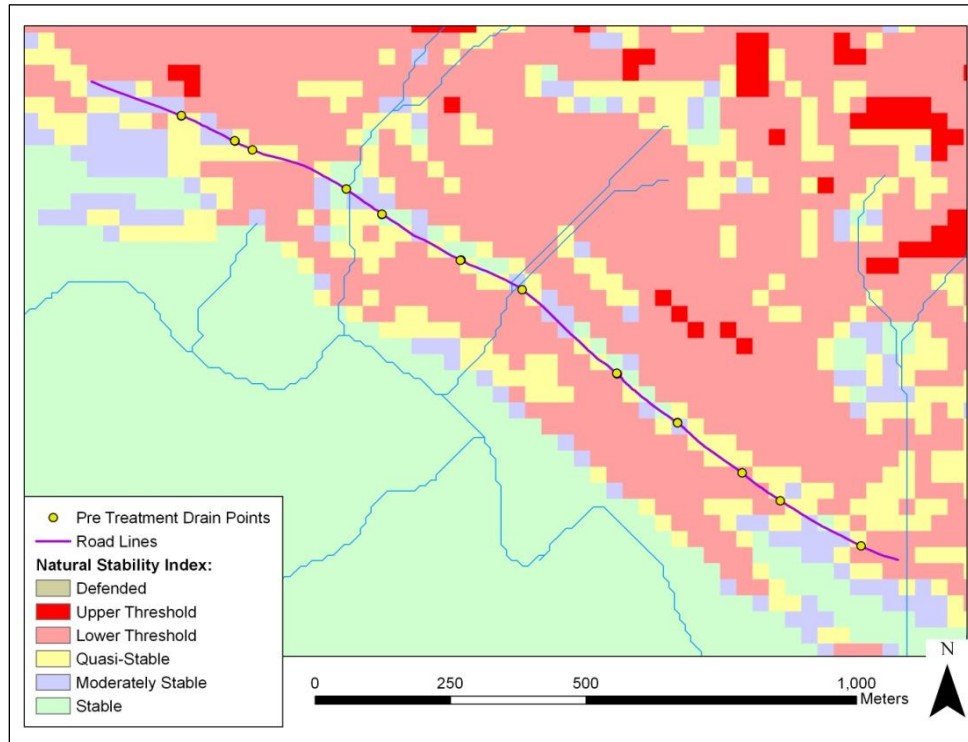 Pre Treatment Drain Points
Road Lines
Natural Stability Index:
Defended
Upper Threshold
Lower Threshold
Quasi-Stable
Moderately Stable
Stable
0 250 500 1,000
Meters
N